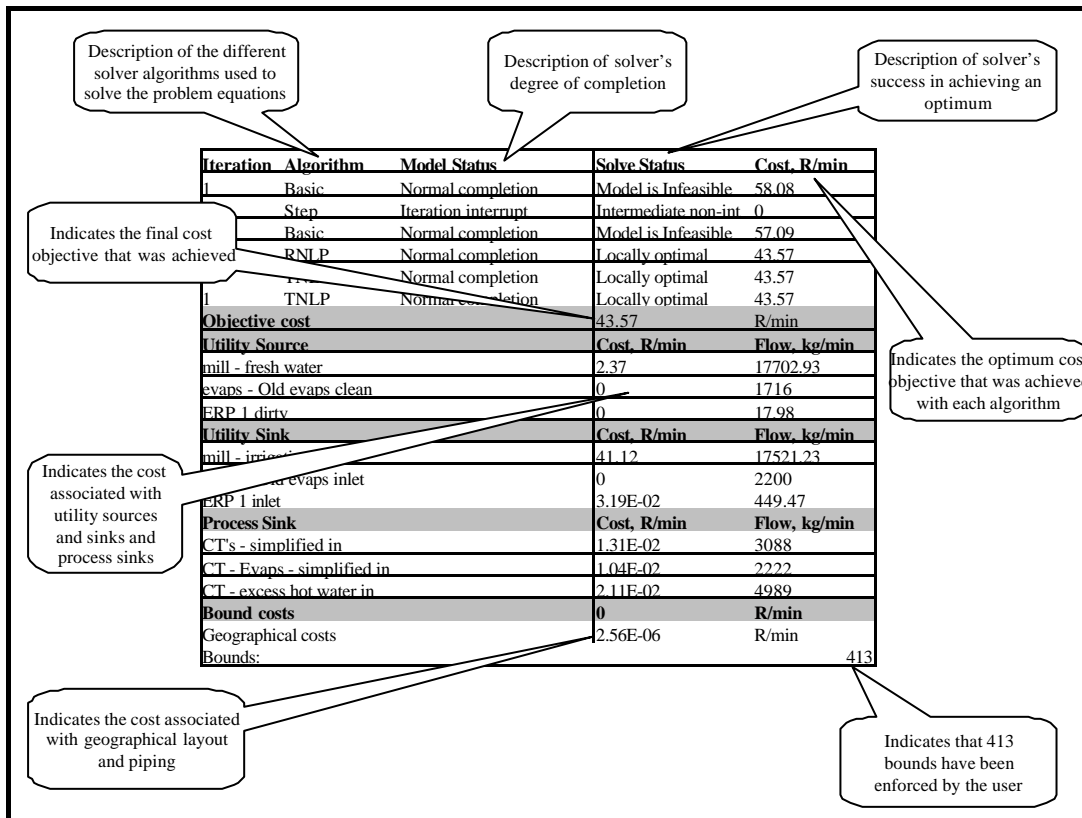 Description of the different
solver algorithms used to
solve the problem equations
Description of solver's
degree of completion
Description of solver's
success in achieving an
optimum
Iteration Algorithm Model Status Solve Status Cost, R/min
1 Basic Normal completion Model is Infeasible 58.08
Step Iteration interrupt Intermediate non-int 0
Basic Normal completion Model is Infeasible 57.09
RNLP Normal completion Locally optimal 43.57
Normal completion Locally optimal 43.57
1 TNLP Normal completion Locally optimal 43.57
Objective cost 43.57 R/min
Utility Source Cost, R/min Flow, kg/min
mill - fresh water 2.37 17702.93
evaps - Old evaps clean 0 1716
ERP 1 dirty 0 17.98
Utility Sink Cost, R/min Flow, kg/min
mill - 41.12 17521.23
evaps inlet 0 2200
ERP 1 inlet 3.19E-02 449.47
Process Sink Cost, R/min Flow, kg/min
CT's - simplified in 1.31E-02 3088
CT - Evaps - simplified in 1.04E-02 2222
CT - excess hot water in 2.11E-02 4989
Bound costs 0 R/min
Geographical costs 2.56E-06 R/min
Bounds: 413
Indicates the final cost
objective that was achieved
Indicates the optimum cos
objective that was achieved
with each algorithm
Indicates the cost
associated with
utility sources
and sinks and
process sinks
Indicates the cost associated
with geographical layout
and piping
Indicates that 413
bounds have been
enforced by the user